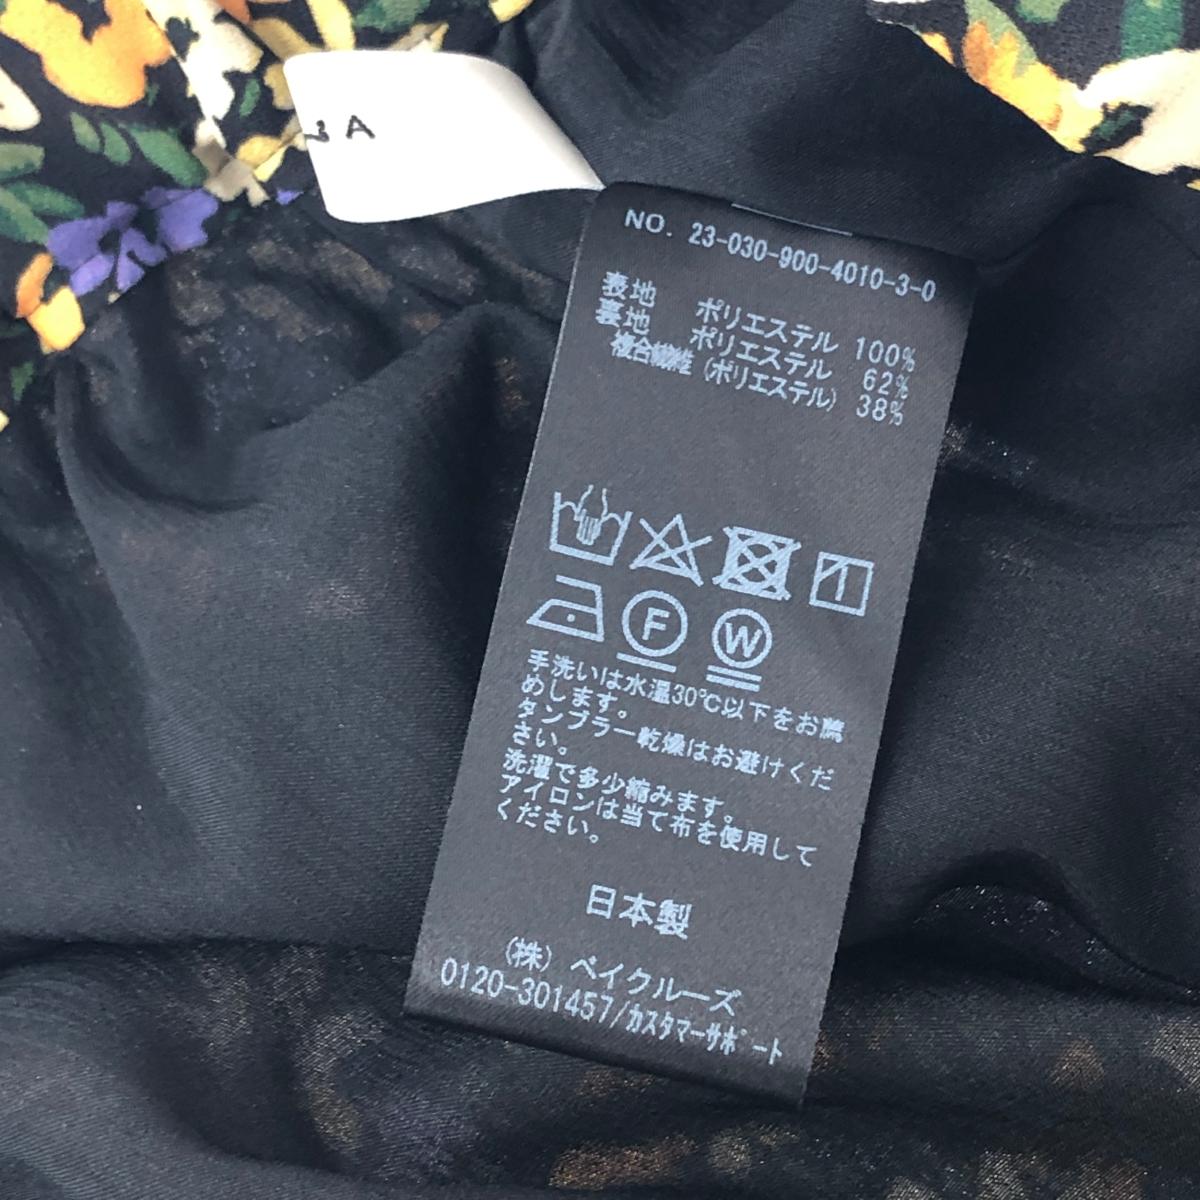 3 A
NO. 23-030-900-4010-3-0
表地 ポリエステル 100%
裏地 ポリエステル 62%
複合繊維 (ポリエステル) 38%
F
W
手洗いは水温30℃以下をお薦
めします。
タンブラー乾燥はお避けくだ
さい。
洗濯で多少縮みます。
アイロンは当て布を使用して
ください。
日本製
(株) ベイクルーズ
0120-301457/カスタマーサポート